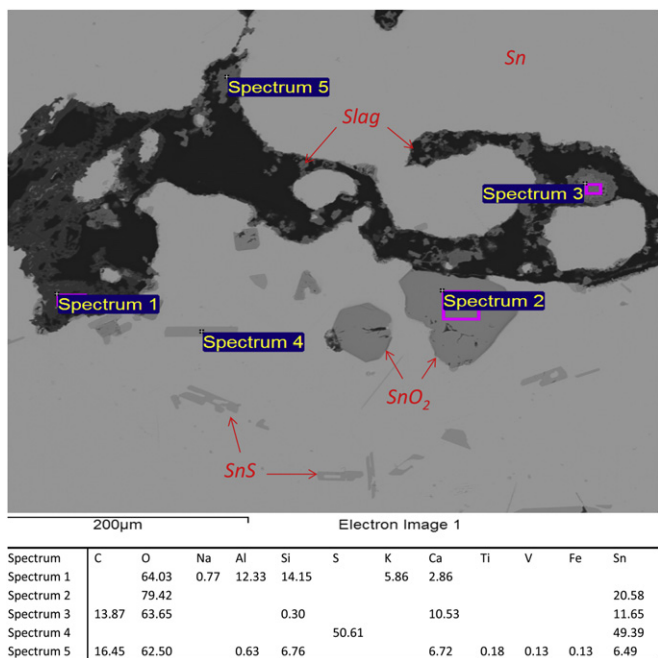 Sn
Spectrum 5
Slag
Spectrum 3
Spectrum 1
Spectrum 2
Spectrum 4
SnO2
SnS
200µm Electron Image 1
Spectrum C O Na Al Si S K Ca Ti V Fe Sn
Spectrum 1 64.03 0.77 12.33 14.15 5.86 2.86
Spectrum 2 79.42 20.58
Spectrum 3 13.87 63.65 0.30 10.53 11.65
Spectrum 4 50.61 49.39
Spectrum 5 16.45 62.50 0.63 6.76 6.72 0.18 0.13 0.13 6.49